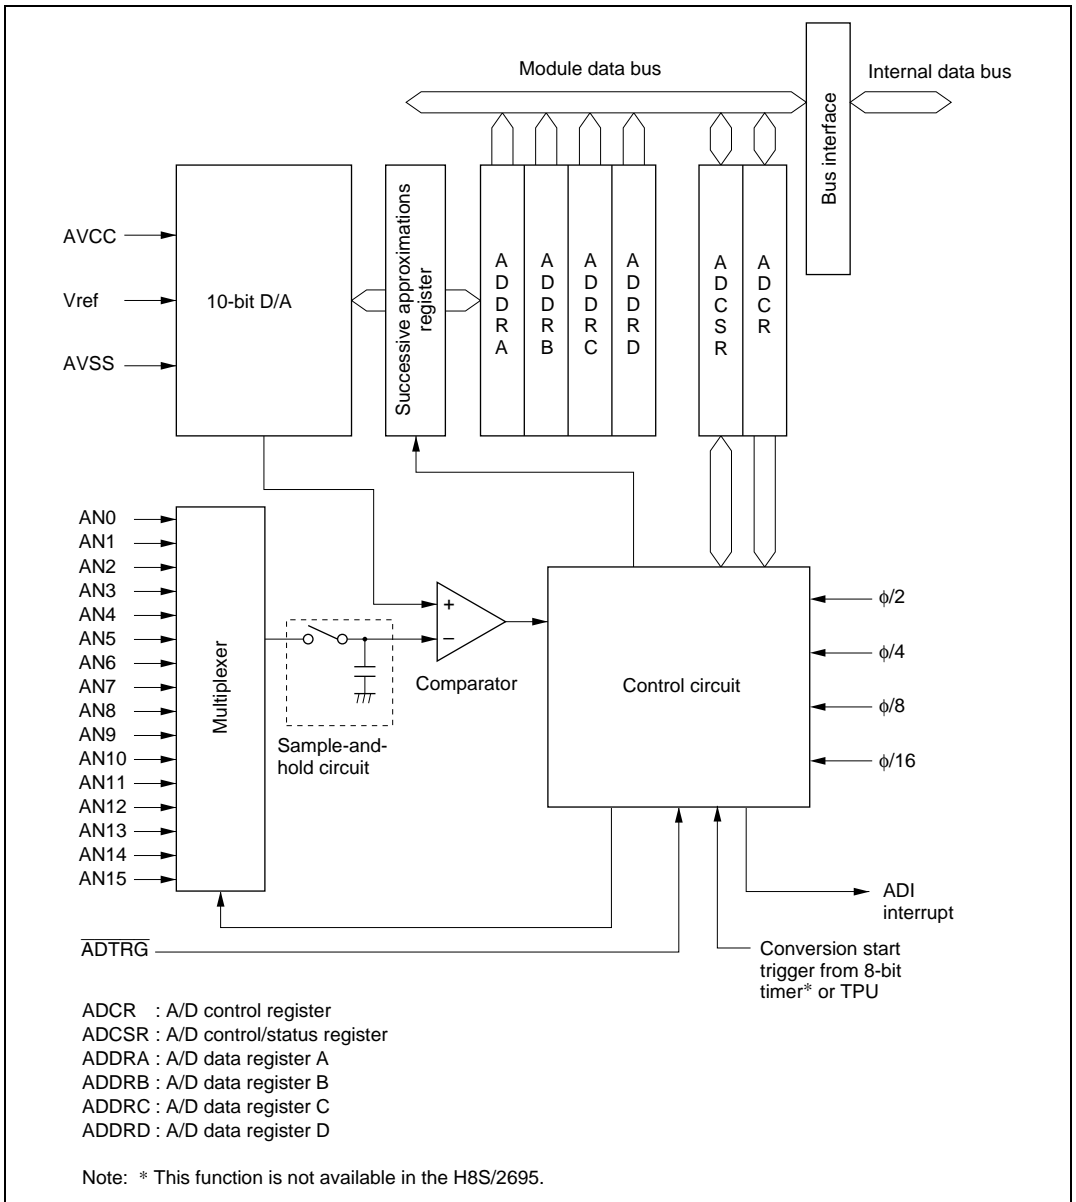 Module data bus
Internal data bus
Bus interface
AVCC
Vref
AVSS
10-bit D/A
Successive approximations
register
ADDRA
ADDRB
ADDRC
ADDRD
ADCSR
ADCR
AN0
AN1
AN2
AN3
AN4
AN5
AN6
AN7
AN8
AN9
AN10
AN11
AN12
AN13
AN14
AN15
Multiplexer
+
−
Comparator
Sample-and-
hold circuit
Control circuit
ϕ/2
ϕ/4
ϕ/8
ϕ/16
ADI
interrupt
ADTRG
Conversion start
trigger from 8-bit
timer* or TPU
ADCR : A/D control register
ADCSR : A/D control/status register
ADDRA : A/D data register A
ADDRB : A/D data register B
ADDRC : A/D data register C
ADDRD : A/D data register D
Note: * This function is not available in the H8S/2695.